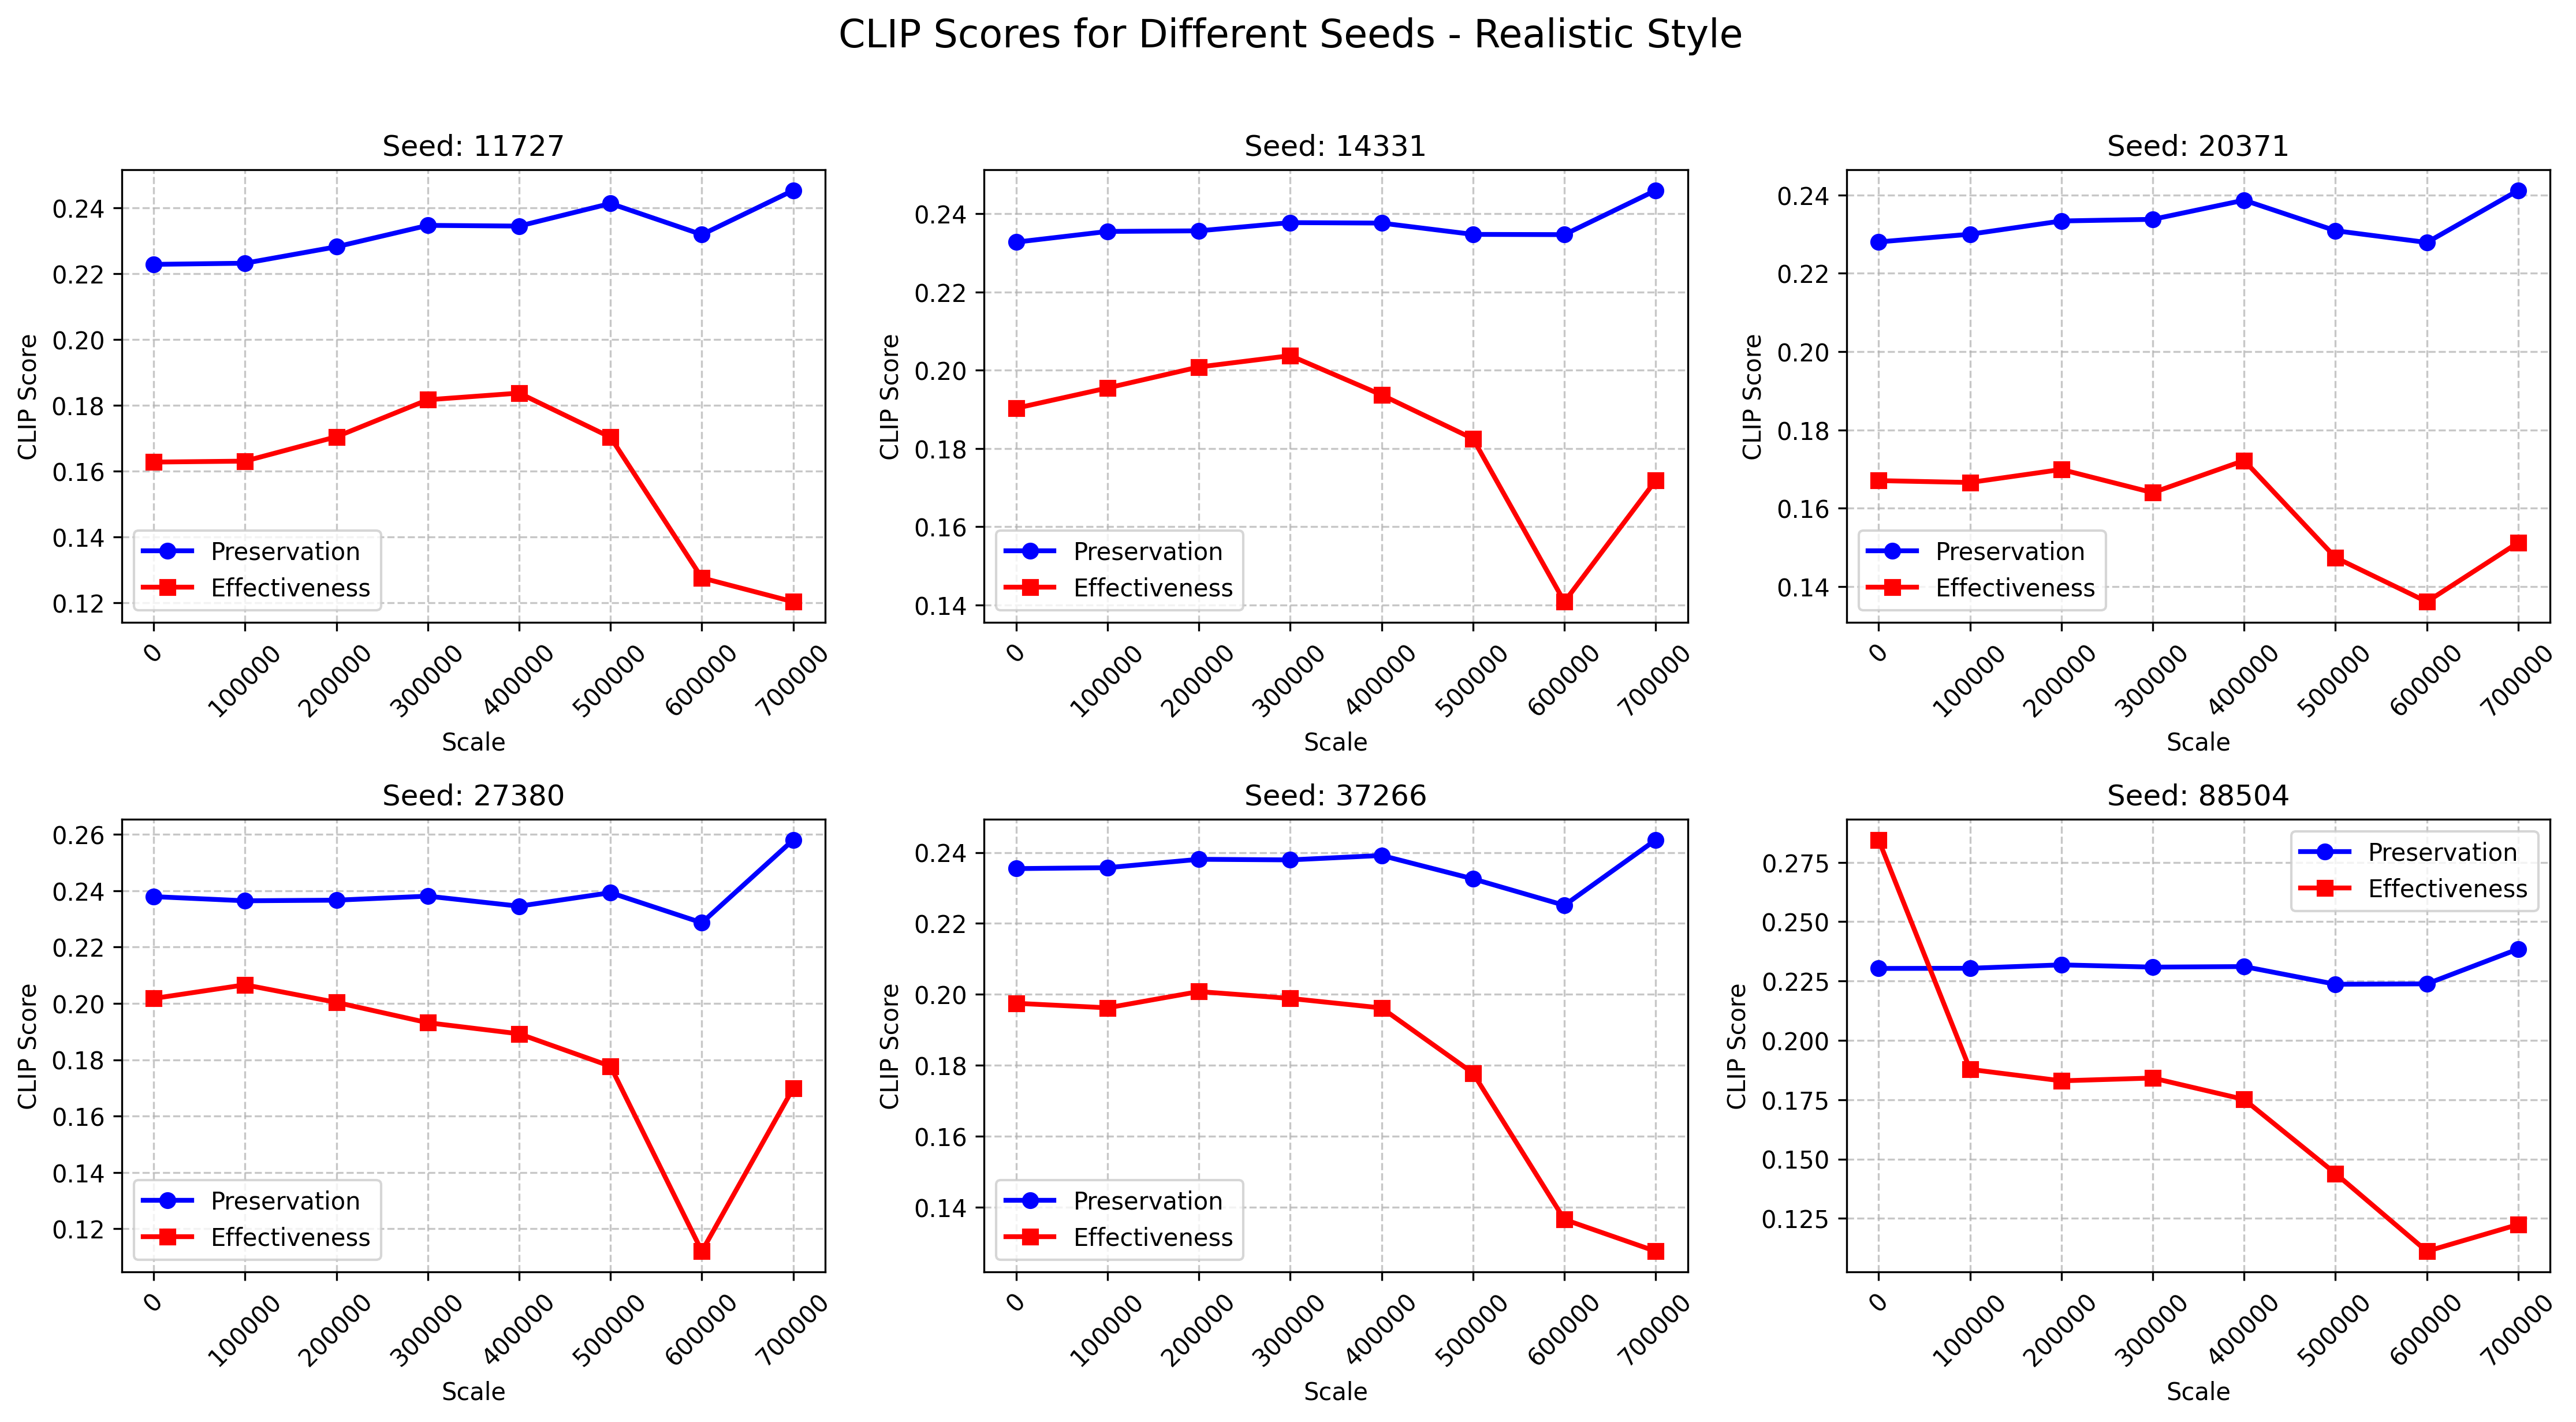 CLIP Scores for Different Seeds - Realistic Style
Seed: 11727
CLIP Score
0.24
0.22
0.20
0.18
0.16
0.14
0.12
Preservation
Effectiveness
0
100000
200000
300000
400000
500000
600000
700000
Scale
Seed: 14331
CLIP Score
0.24
0.22
0.20
0.18
0.16
0.14
Preservation
Effectiveness
0
100000
200000
300000
400000
500000
600000
700000
Scale
Seed: 20371
CLIP Score
0.24
0.22
0.20
0.18
0.16
0.14
Preservation
Effectiveness
0
100000
200000
300000
400000
500000
600000
700000
Scale
Seed: 27380
CLIP Score
0.26
0.24
0.22
0.20
0.18
0.16
0.14
0.12
Preservation
Effectiveness
0
100000
200000
300000
400000
500000
600000
700000
Scale
Seed: 37266
CLIP Score
0.24
0.22
0.20
0.18
0.16
0.14
Preservation
Effectiveness
0
100000
200000
300000
400000
500000
600000
700000
Scale
Seed: 88504
CLIP Score
0.275
0.250
0.225
0.200
0.175
0.150
0.125
Preservation
Effectiveness
0
100000
200000
300000
400000
500000
600000
700000
Scale